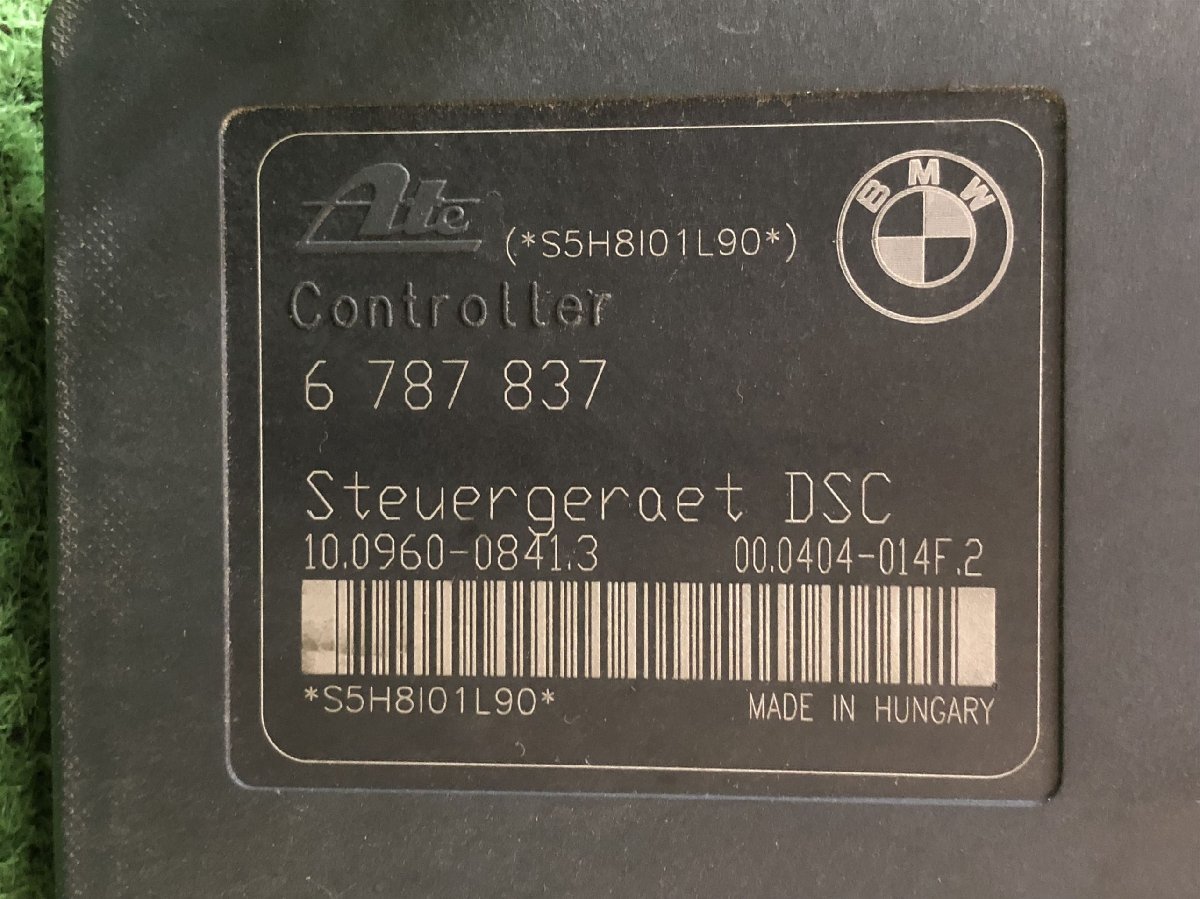 Ate (*S5H8I01L90*)
BMW
Controller
6 787 837
Steuergeraet DSC
10.0960-0841.3 00.0404-014F.2
*S5H8I01L90*
MADE IN HUNGARY